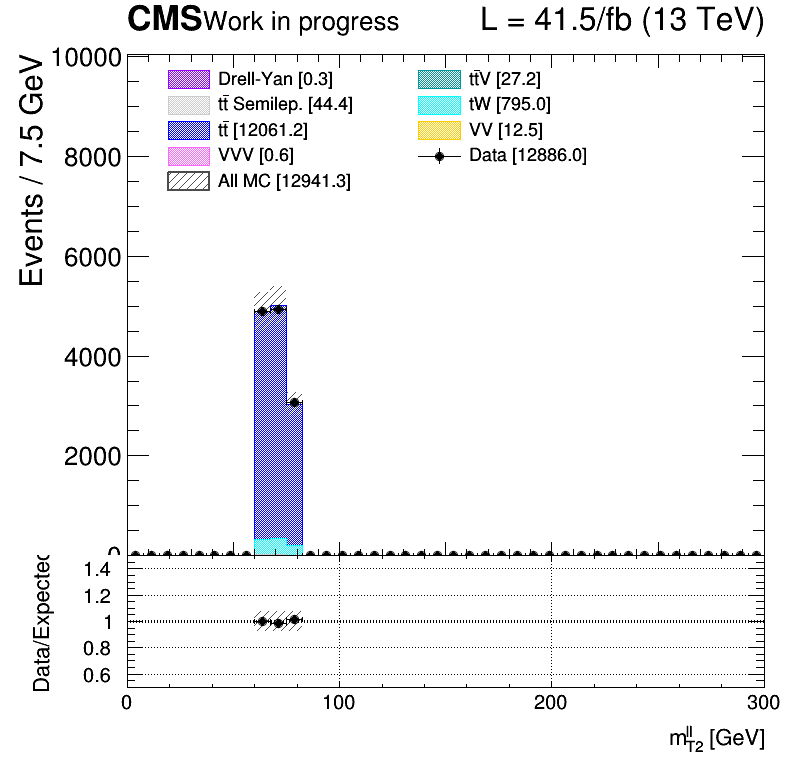 CMS Work in progress L = 41.5/fb (13 TeV)
Events / 7.5 GeV
10000
8000
6000
4000
2000
0
Drell-Yan [0.3]
tt̄ Semilep. [44.4]
tt̄ [12061.2]
VVV [0.6]
All MC [12941.3]
tt̄V [27.2]
tW [795.0]
VV [12.5]
Data [12886.0]
Data/Expected
1.4
1.2
1
0.8
0.6
0 100 200 300
m_T2^ll [GeV]